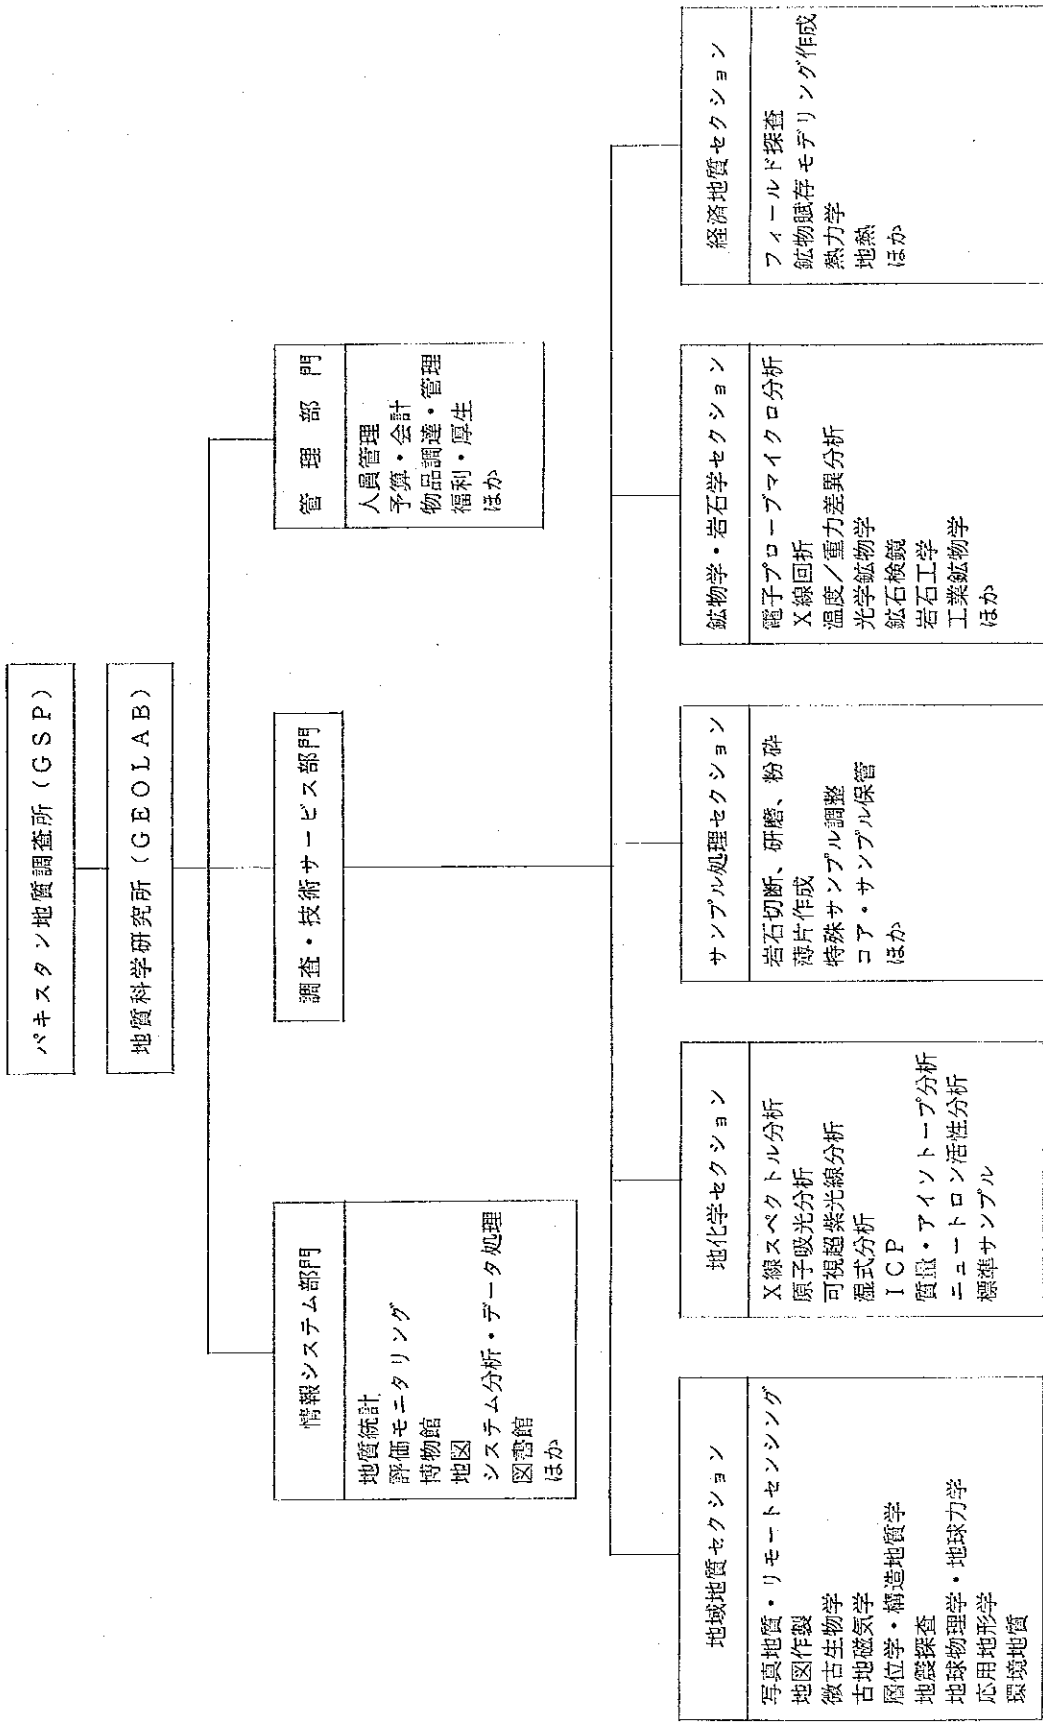 パキスタン地質調査所(GSP)
地質科学研究所(GEOLAB)
情報システム部門
地質統計
評価モニタリング
博物館
地図
システム分析・データ処理
図書館
ほか
調査・技術サービス部門
管理部門
人員管理
予算・会計
物品調達・管理
福利・厚生
ほか
地域地質セクション
写真地質・リモートセンシング
地図作製
微古生物学
古地磁気学
層位学・構造地質学
地震探査
地球物理学・地球力学
応用地形学
環境地質
地化学セクション
X線スペクトル分析
原子吸光分析
可視超紫光線分析
湿式分析
ICP
質量・アイソトープ分析
ニュートロン活性分析
標準サンプル
サンプル処理セクション
岩石切断、研磨、粉砕
薄片作成
特殊サンプル調整
コア・サンプル保管
ほか
鉱物学・岩石学セクション
電子プローブマイクロ分析
X線回折
温度/重力差異分析
光学鉱物学
鉱石検鏡
岩石工学
工業鉱物学
ほか
経済地質セクション
フィールド探査
鉱物賦存モデリング作成
熱力学
地熱
ほか